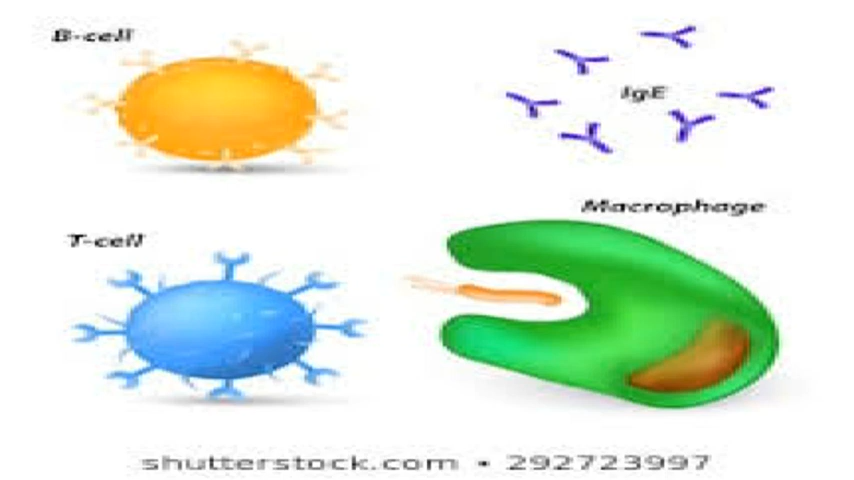 B-cell
IgE
Macrophage
T-cell
shutterstock.com • 292723997